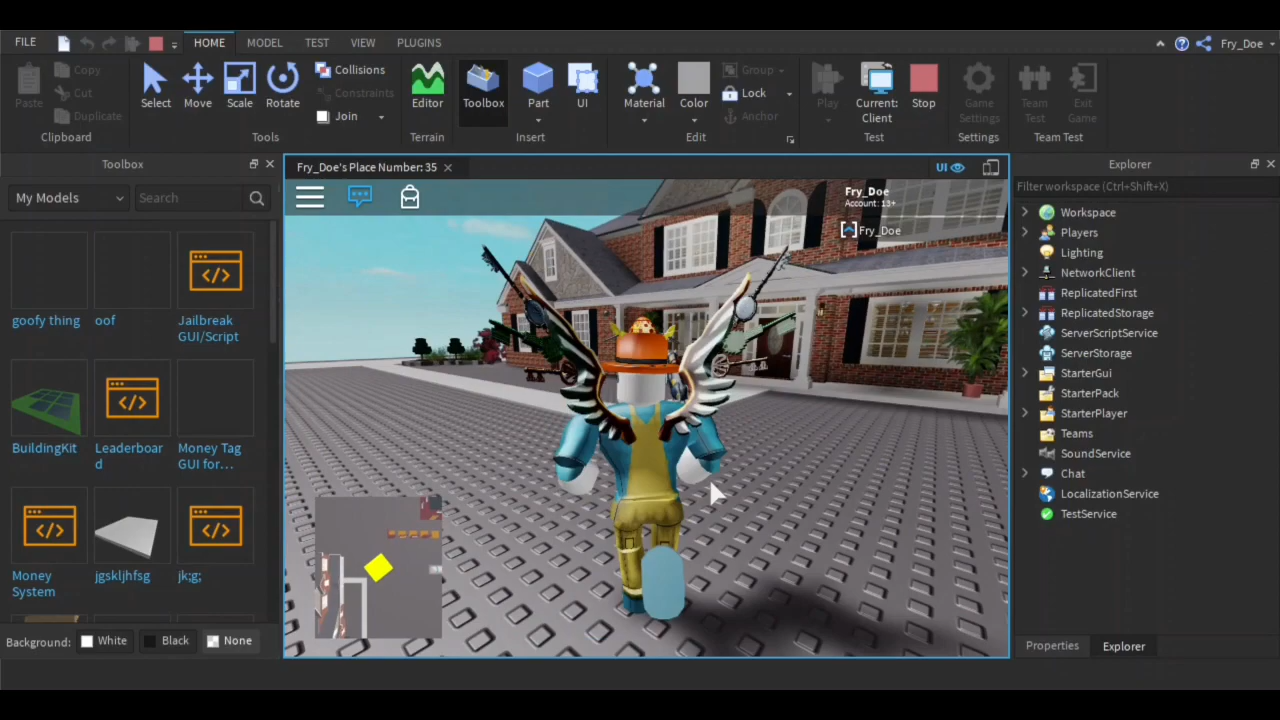 FILE HOME MODEL TEST VIEW PLUGINS Fry_Doe
Paste Copy Cut Duplicate
Clipboard
Select Move Scale Rotate Collisions Constraints Join
Tools
Editor
Terrain
Toolbox Part UI
Insert
Material Color Group Lock Anchor
Edit
Play Current: Client Stop
Test
Game Settings
Settings
Team Test Exit Game
Team Test
Toolbox
My Models Search
goofy thing
oof
Jailbreak
GUI/Script
BuildingKit
Leaderboar
d
Money Tag
GUI for...
Money
System
jgskljhfsg
jk;g;
Background: White Black None
Fry_Doe's Place Number: 35 UI
Fry_Doe
Account: 13+
Fry_Doe
Explorer
Filter workspace (Ctrl+Shift+X)
Workspace
Players
Lighting
NetworkClient
ReplicatedFirst
ReplicatedStorage
ServerScriptService
ServerStorage
StarterGui
StarterPack
StarterPlayer
Teams
SoundService
Chat
LocalizationService
TestService
Properties Explorer